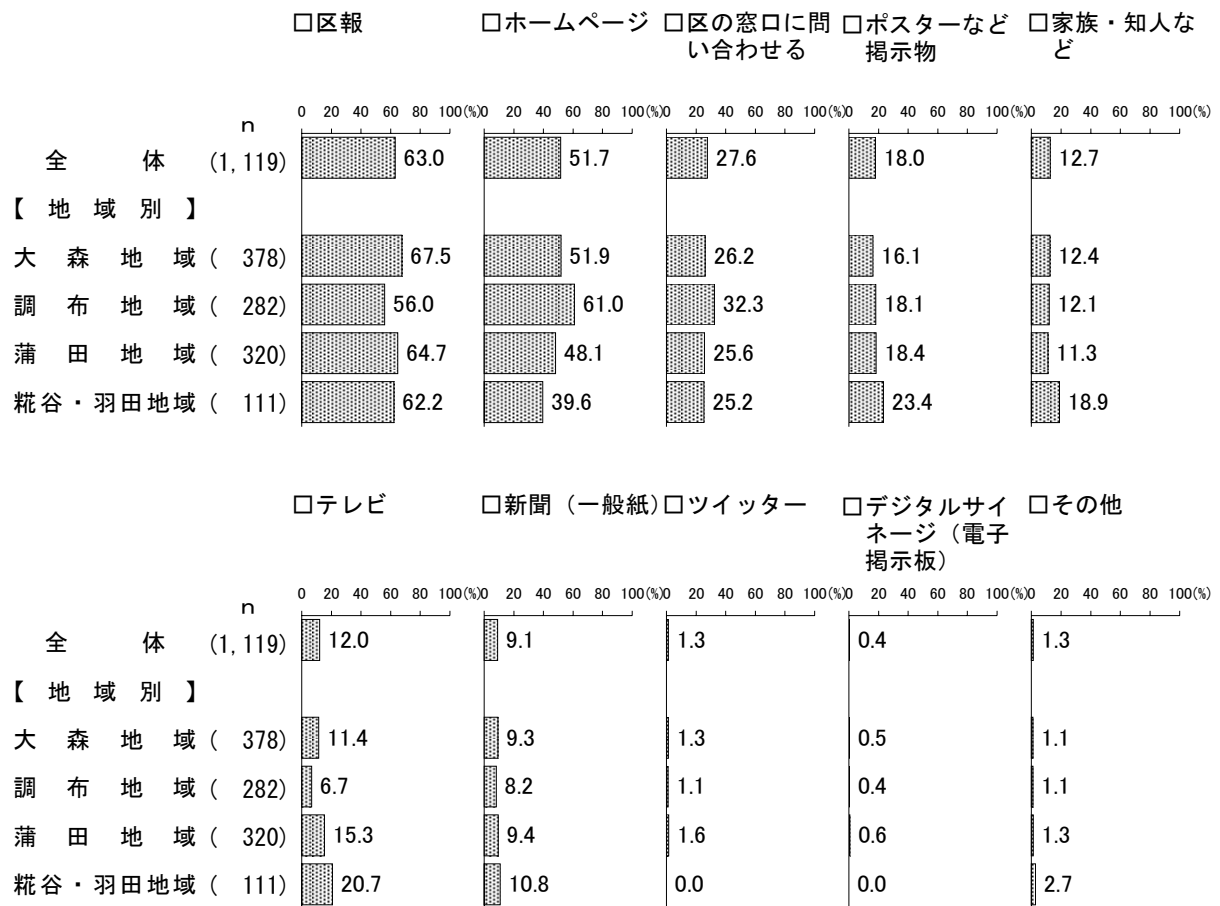 □区報 □ホームページ □区の窓口に問 □ポスターなど □家族・知人な
い合わせる 掲示物 ど
0 20 40 60 80 100(%) 0 20 40 60 80 100(%) 0 20 40 60 80 100(%) 0 20 40 60 80 100(%) 0 20 40 60 80 100(%)
n
全体 (1,119) 63.0 51.7 27.6 18.0 12.7
【地域別】
大森地域 ( 378) 67.5 51.9 26.2 16.1 12.4
調布地域 ( 282) 56.0 61.0 32.3 18.1 12.1
蒲田地域 ( 320) 64.7 48.1 25.6 18.4 11.3
糀谷・羽田地域 ( 111) 62.2 39.6 25.2 23.4 18.9
□テレビ □新聞（一般紙） □ツイッター □デジタルサイ □その他
ネージ（電子
掲示板）
0 20 40 60 80 100(%) 0 20 40 60 80 100(%) 0 20 40 60 80 100(%) 0 20 40 60 80 100(%) 0 20 40 60 80 100(%)
n
全体 (1,119) 12.0 9.1 1.3 0.4 1.3
【地域別】
大森地域 ( 378) 11.4 9.3 1.3 0.5 1.1
調布地域 ( 282) 6.7 8.2 1.1 0.4 1.1
蒲田地域 ( 320) 15.3 9.4 1.6 0.6 1.3
糀谷・羽田地域 ( 111) 20.7 10.8 0.0 0.0 2.7